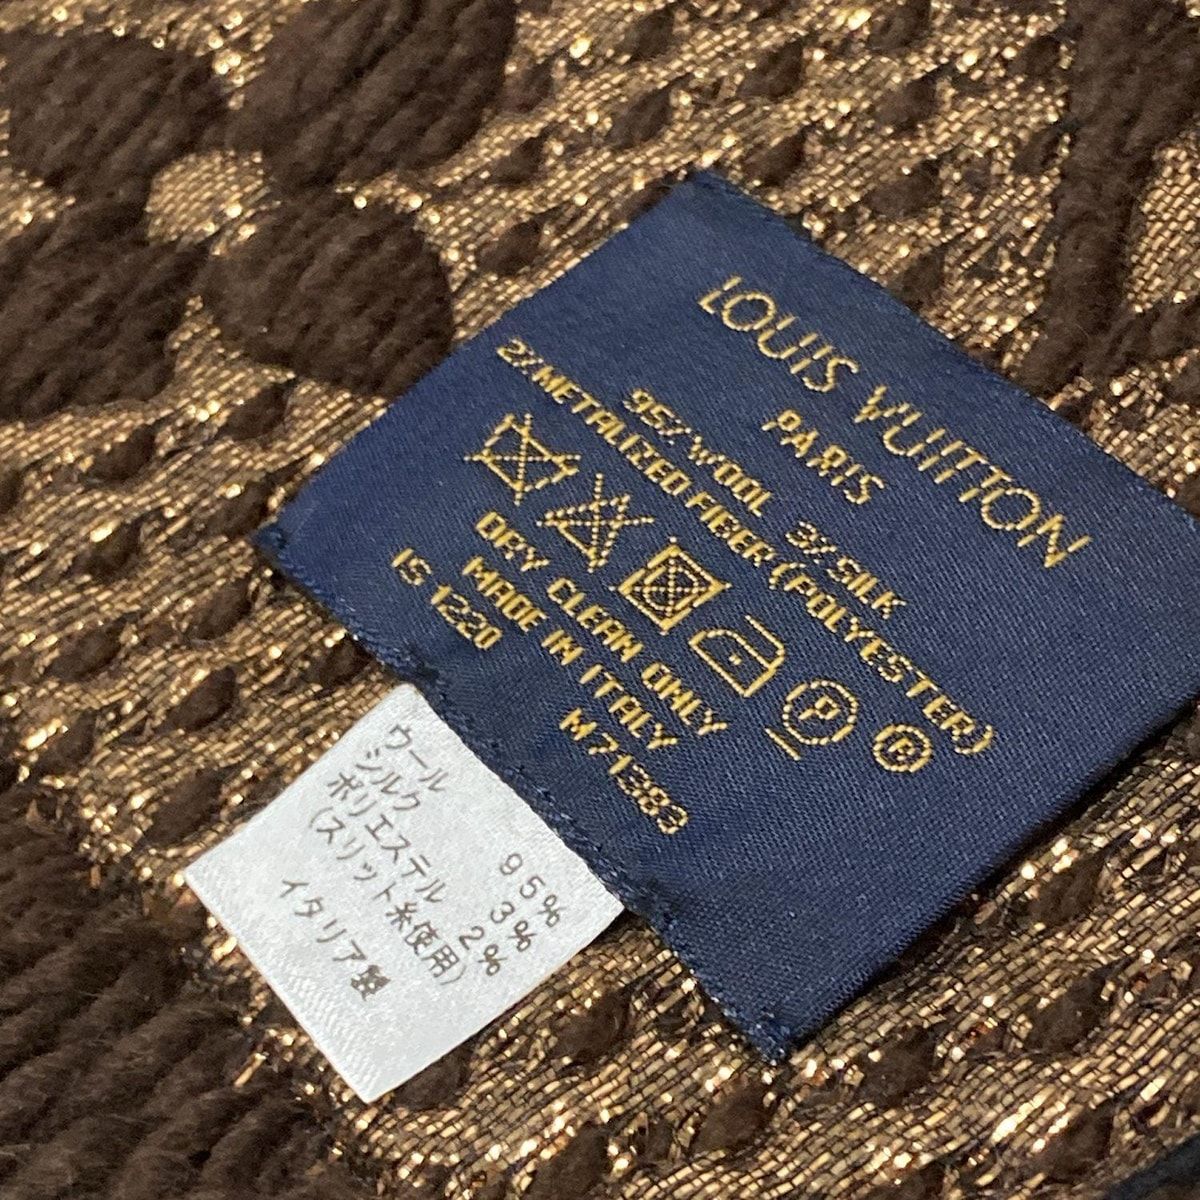 LOUIS VUITTON
PARIS
95% WOOL 3% SILK
2% METALIZED FIBER (POLYESTER)
P ®
DRY CLEAN ONLY
MADE IN ITALY
IS 1220 M71383
ウール 95%
シルク 3%
ポリエステル 2%
(スリット糸使用)
イタリア製